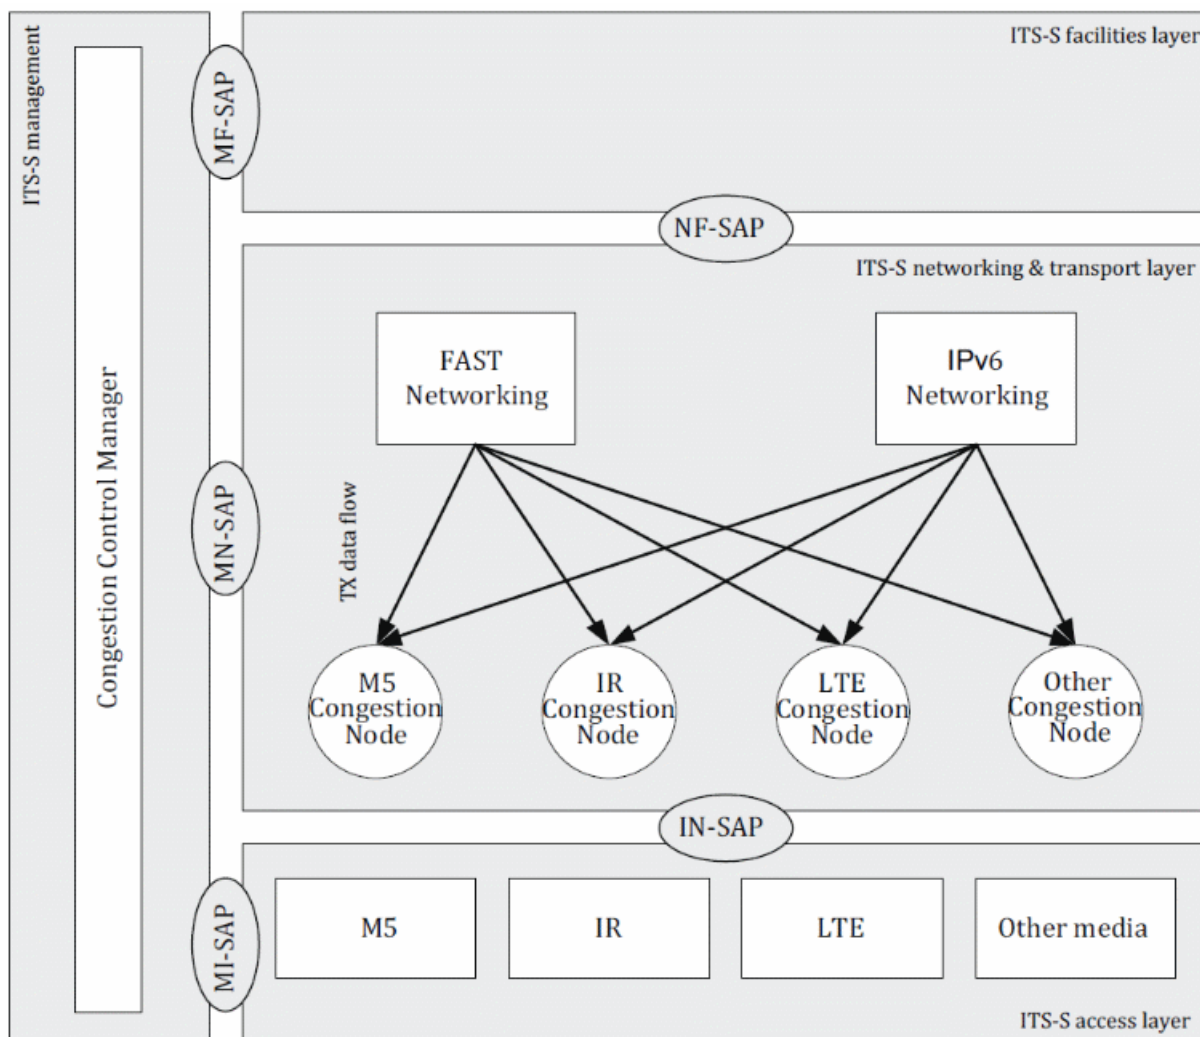 ITS-S management
Congestion Control Manager
MF-SAP
MN-SAP
MI-SAP
ITS-S facilities layer
NF-SAP
ITS-S networking & transport layer
FAST
Networking
IPv6
Networking
TX data flow
M5
Congestion
Node
IR
Congestion
Node
LTE
Congestion
Node
Other
Congestion
Node
IN-SAP
M5
IR
LTE
Other media
ITS-S access layer